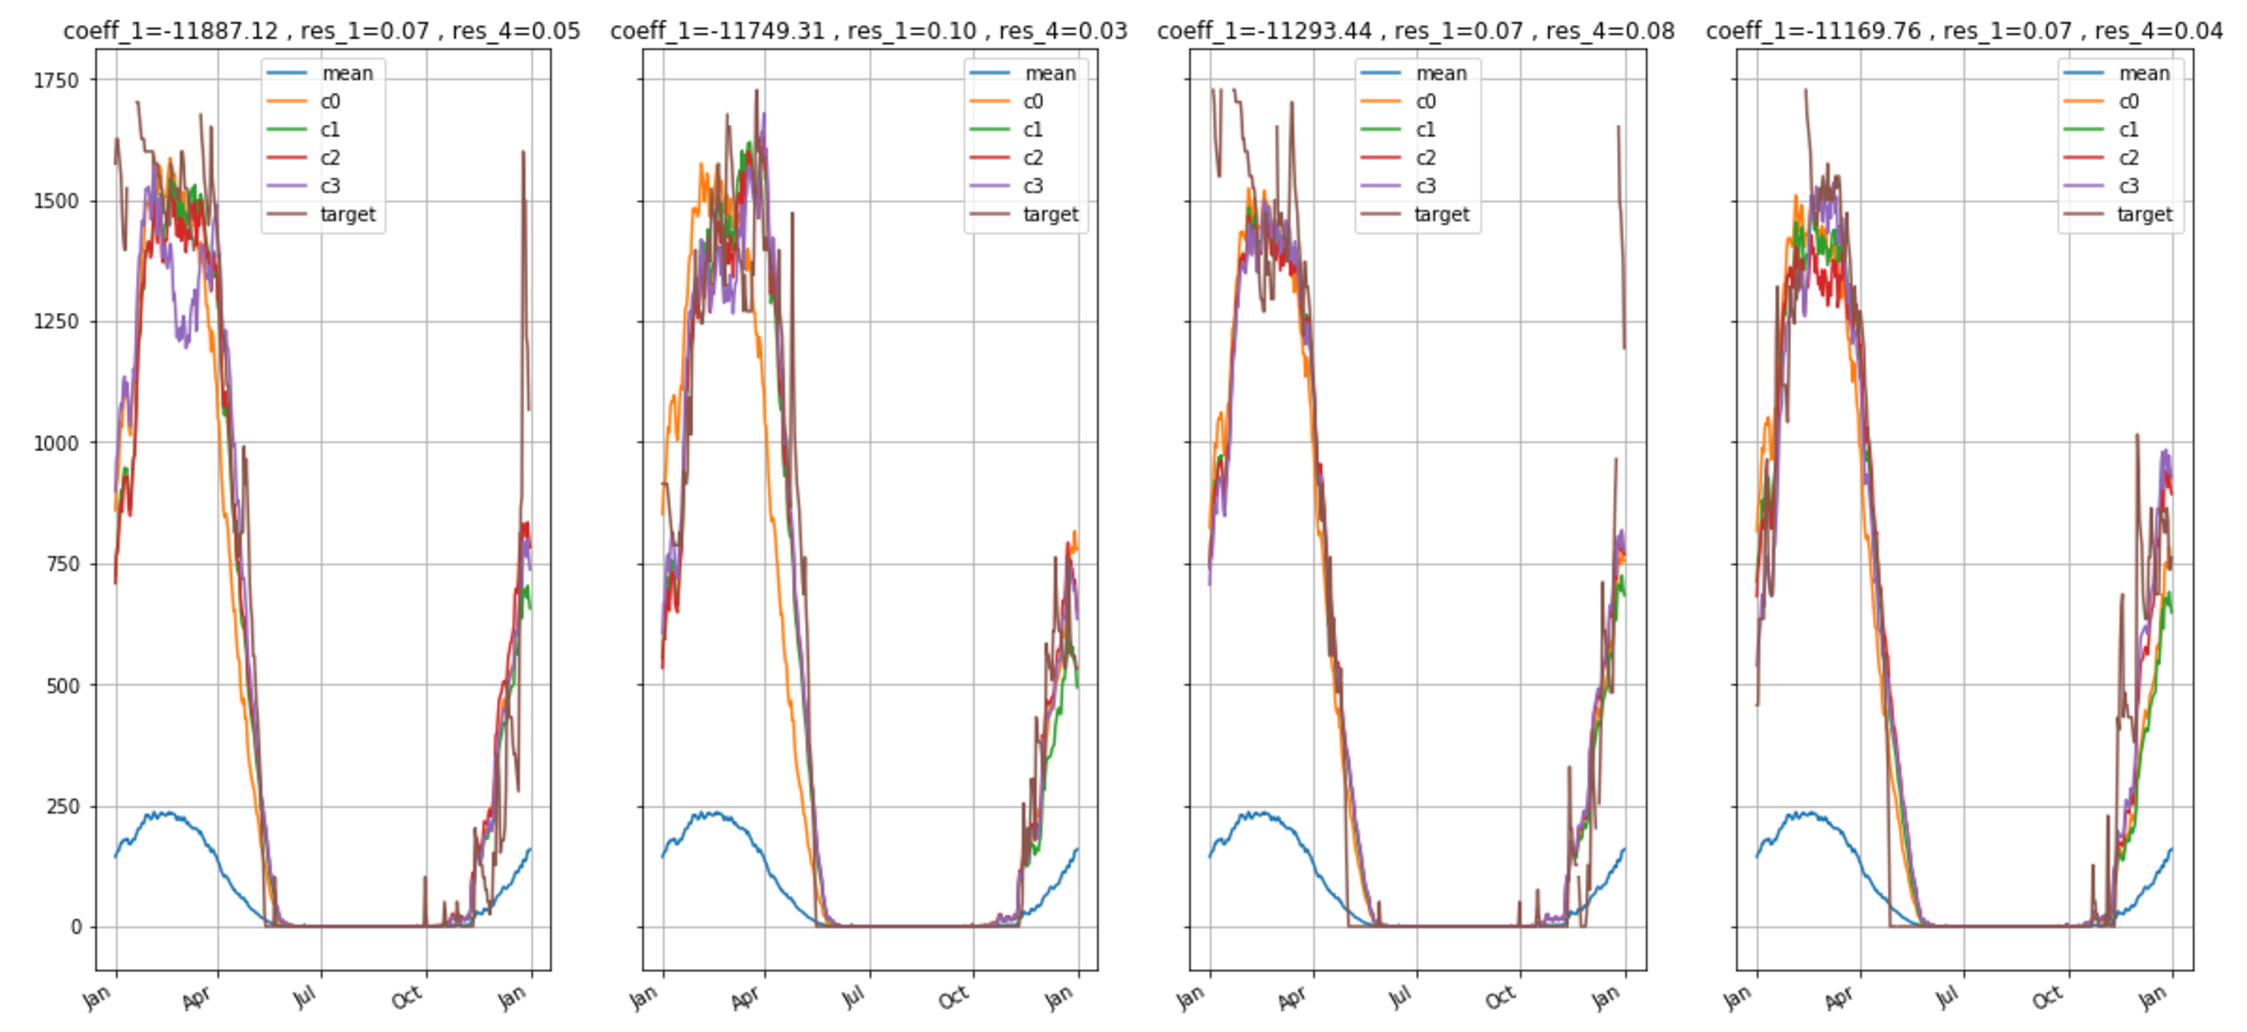 coeff_1=-11887.12 , res_1=0.07 , res_4=0.05
coeff_1=-11749.31 , res_1=0.10 , res_4=0.03
coeff_1=-11293.44 , res_1=0.07 , res_4=0.08
coeff_1=-11169.76 , res_1=0.07 , res_4=0.04
1750
1500
1250
1000
750
500
250
0
mean
c0
c1
c2
c3
target
Jan
Apr
Jul
Oct
Jan
mean
c0
c1
c2
c3
target
Jan
Apr
Jul
Oct
Jan
mean
c0
c1
c2
c3
target
Jan
Apr
Jul
Oct
Jan
mean
c0
c1
c2
c3
target
Jan
Apr
Jul
Oct
Jan